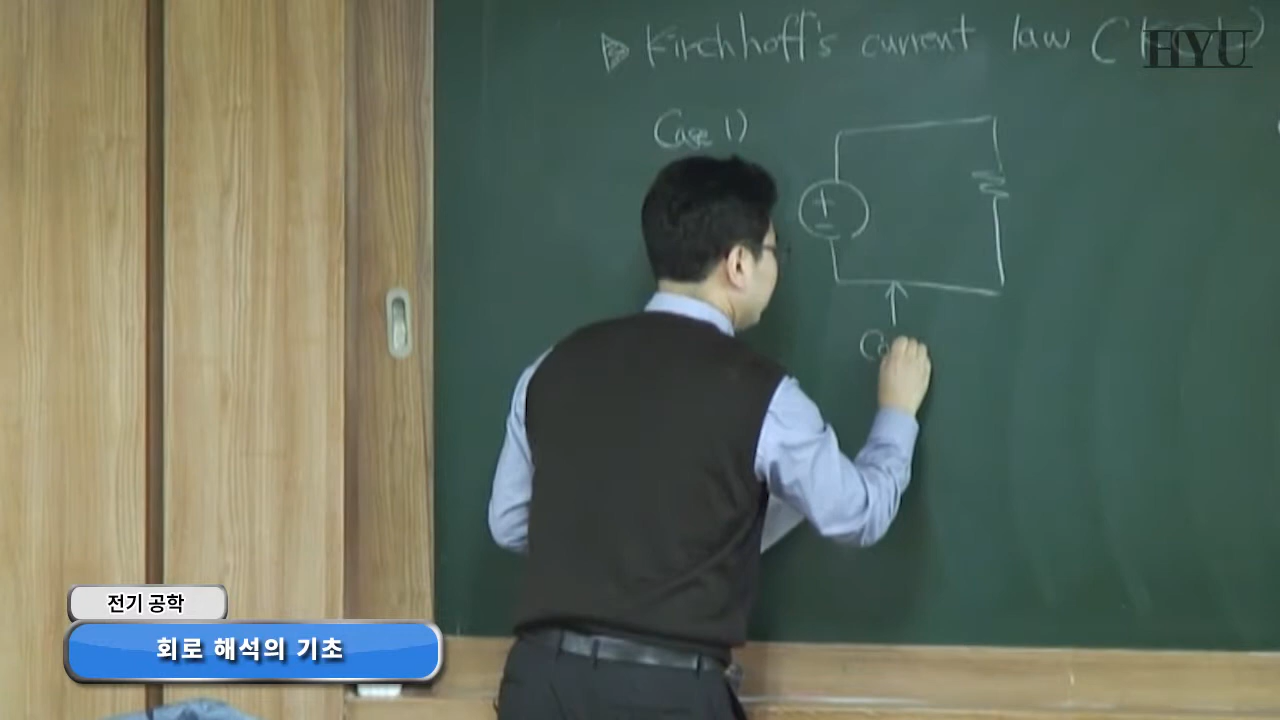 Kirchhoff's current law (KCL)
HYU
Case 1)
전기 공학
회로 해석의 기초